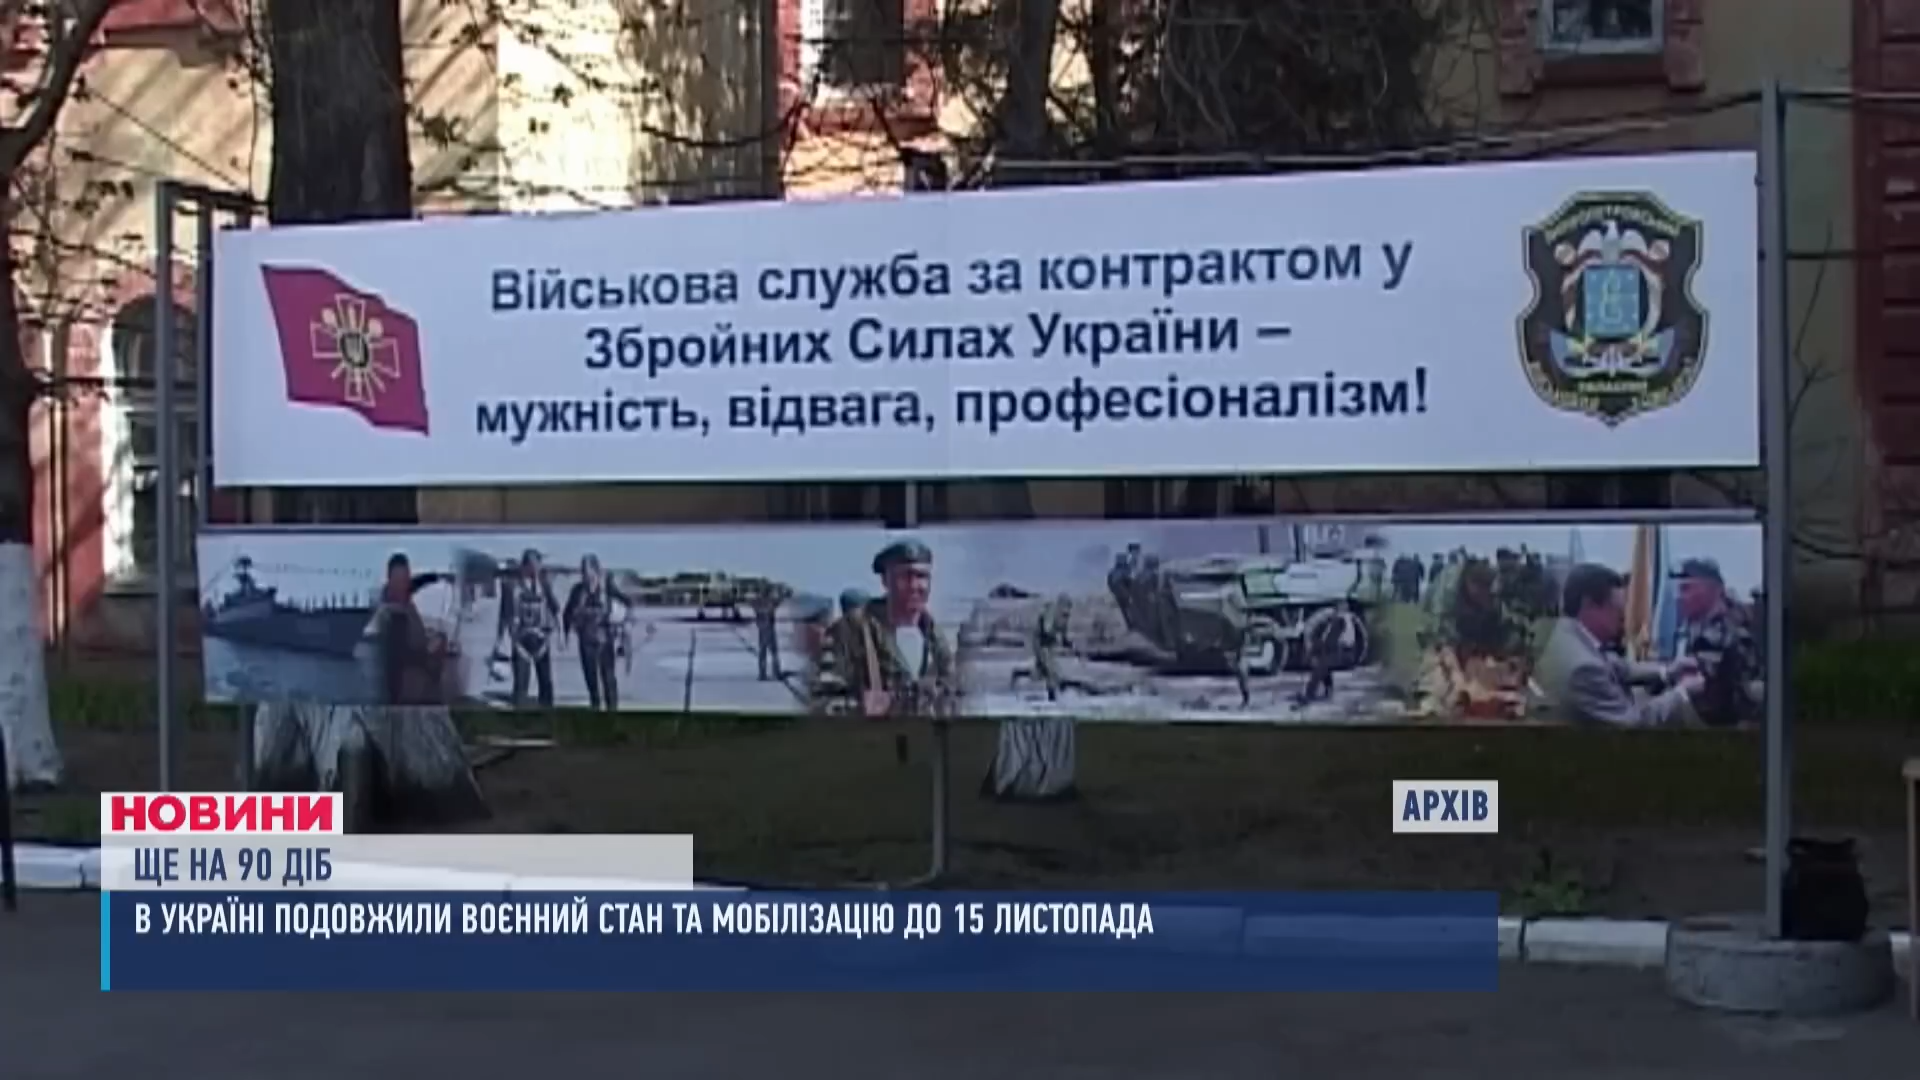 Військова служба за контрактом у
Збройних Силах України –
мужність, відвага, професіоналізм!
АРХІВ
НОВИНИ
ЩЕ НА 90 ДІБ
В УКРАЇНІ ПОДОВЖИЛИ ВОЄННИЙ СТАН ТА МОБІЛІЗАЦІЮ ДО 15 ЛИСТОПАДА